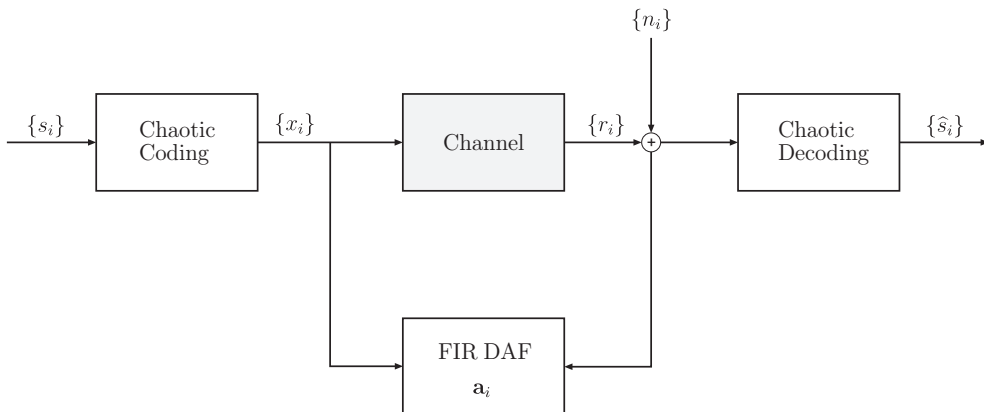 {n_i}
{s_i}
Chaotic
Coding
{x_i}
Channel
{r_i}
+
Chaotic
Decoding
{ŝ_i}
FIR DAF
a_i